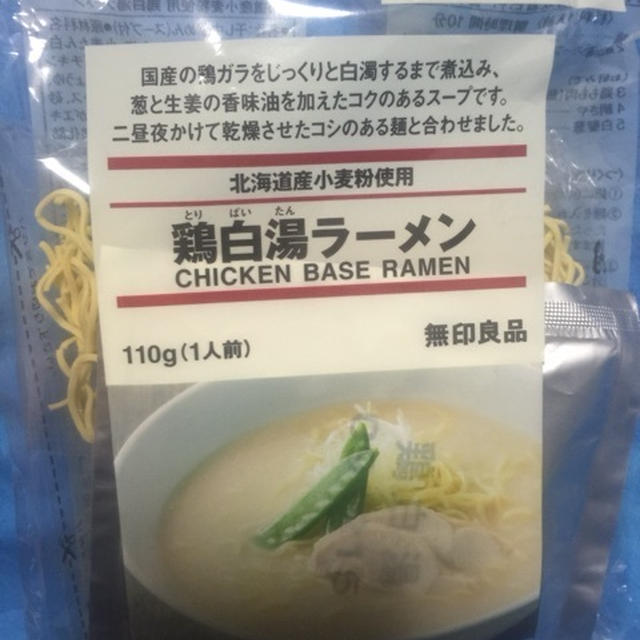 国産の鶏ガラをじっくりと白濁するまで煮込み、
葱と生姜の香味油を加えたコクのあるスープです。
二昼夜かけて乾燥させたコシのある麺と合わせました。
北海道産小麦粉使用
とり ぱい たん
鶏白湯ラーメン
CHICKEN BASE RAMEN
110g(1人前)
無印良品